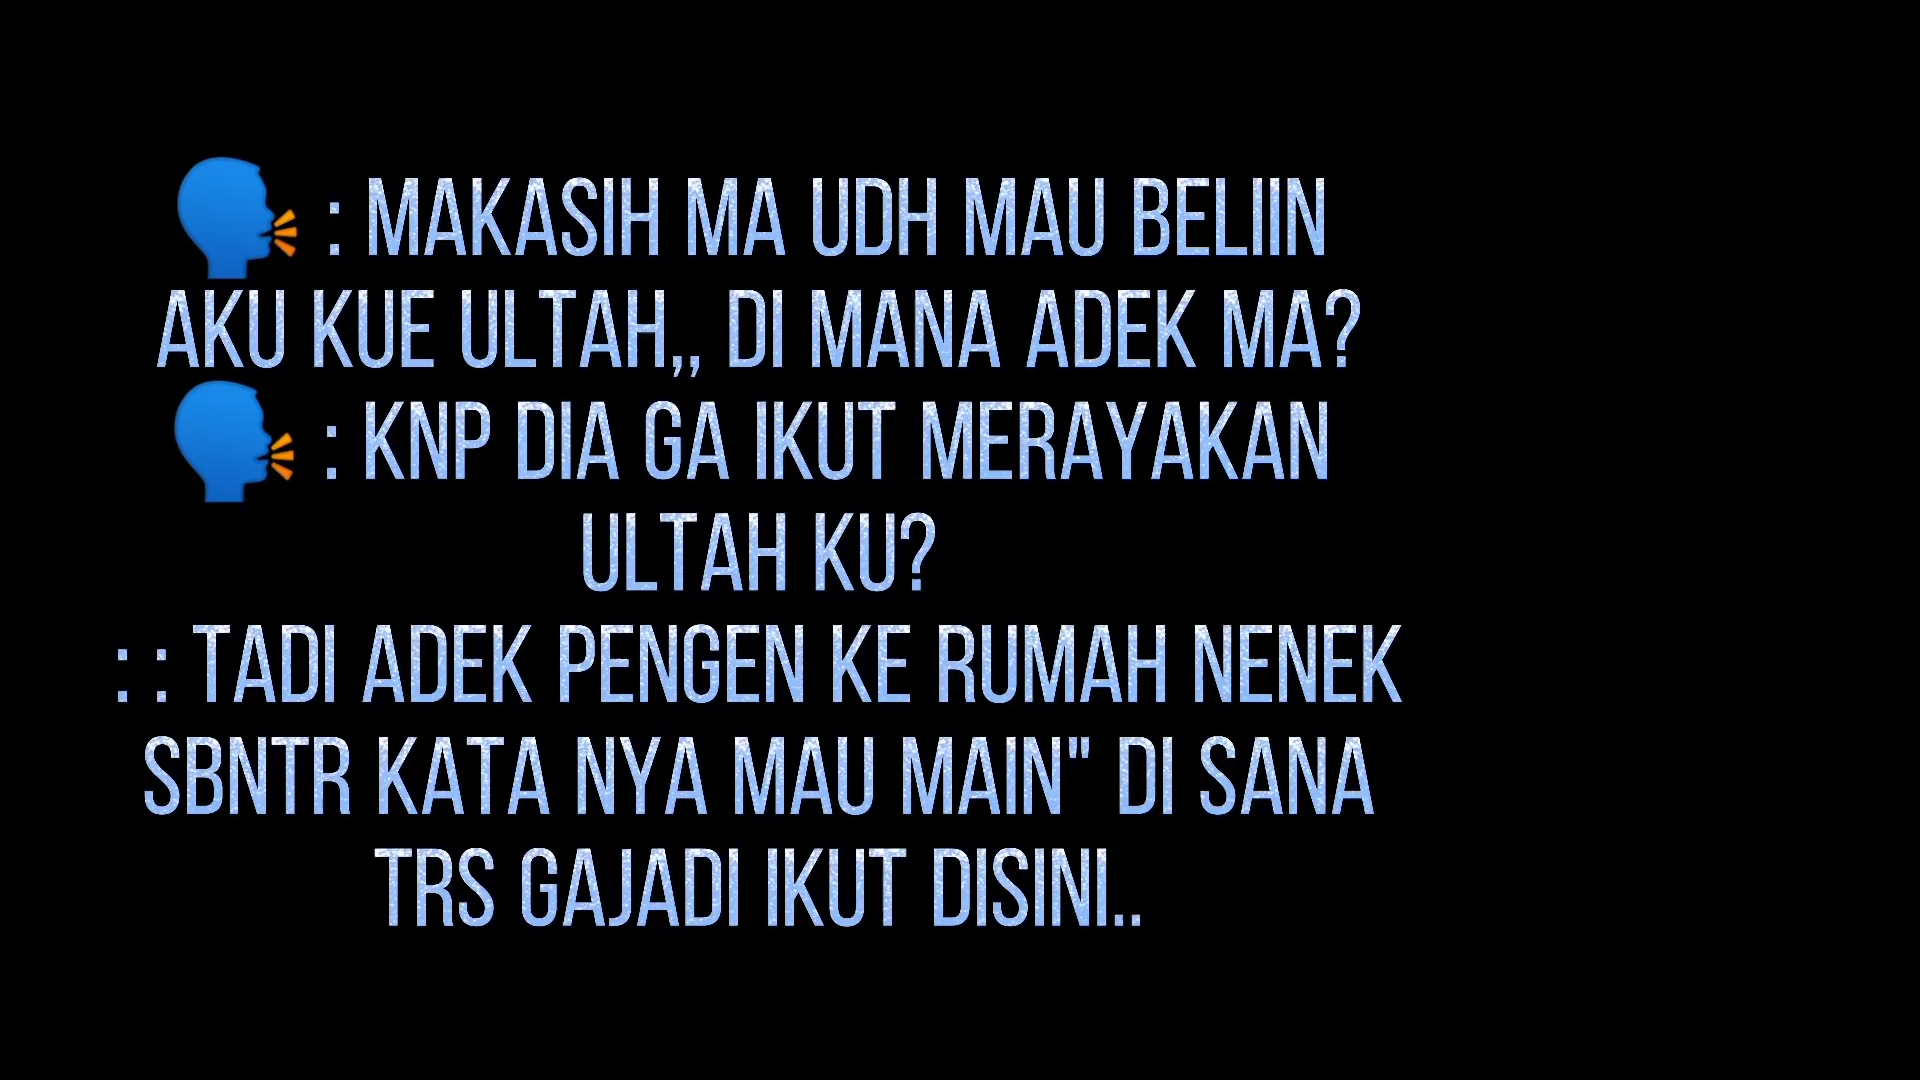 🗣 : MAKASIH MA UDH MAU BELIIN
AKU KUE ULTAH,, DI MANA ADEK MA?
🗣 : KNP DIA GA IKUT MERAYAKAN
ULTAH KU?
: : TADI ADEK PENGEN KE RUMAH NENEK
SBNTR KATA NYA MAU MAIN" DI SANA
TRS GAJADI IKUT DISINI..